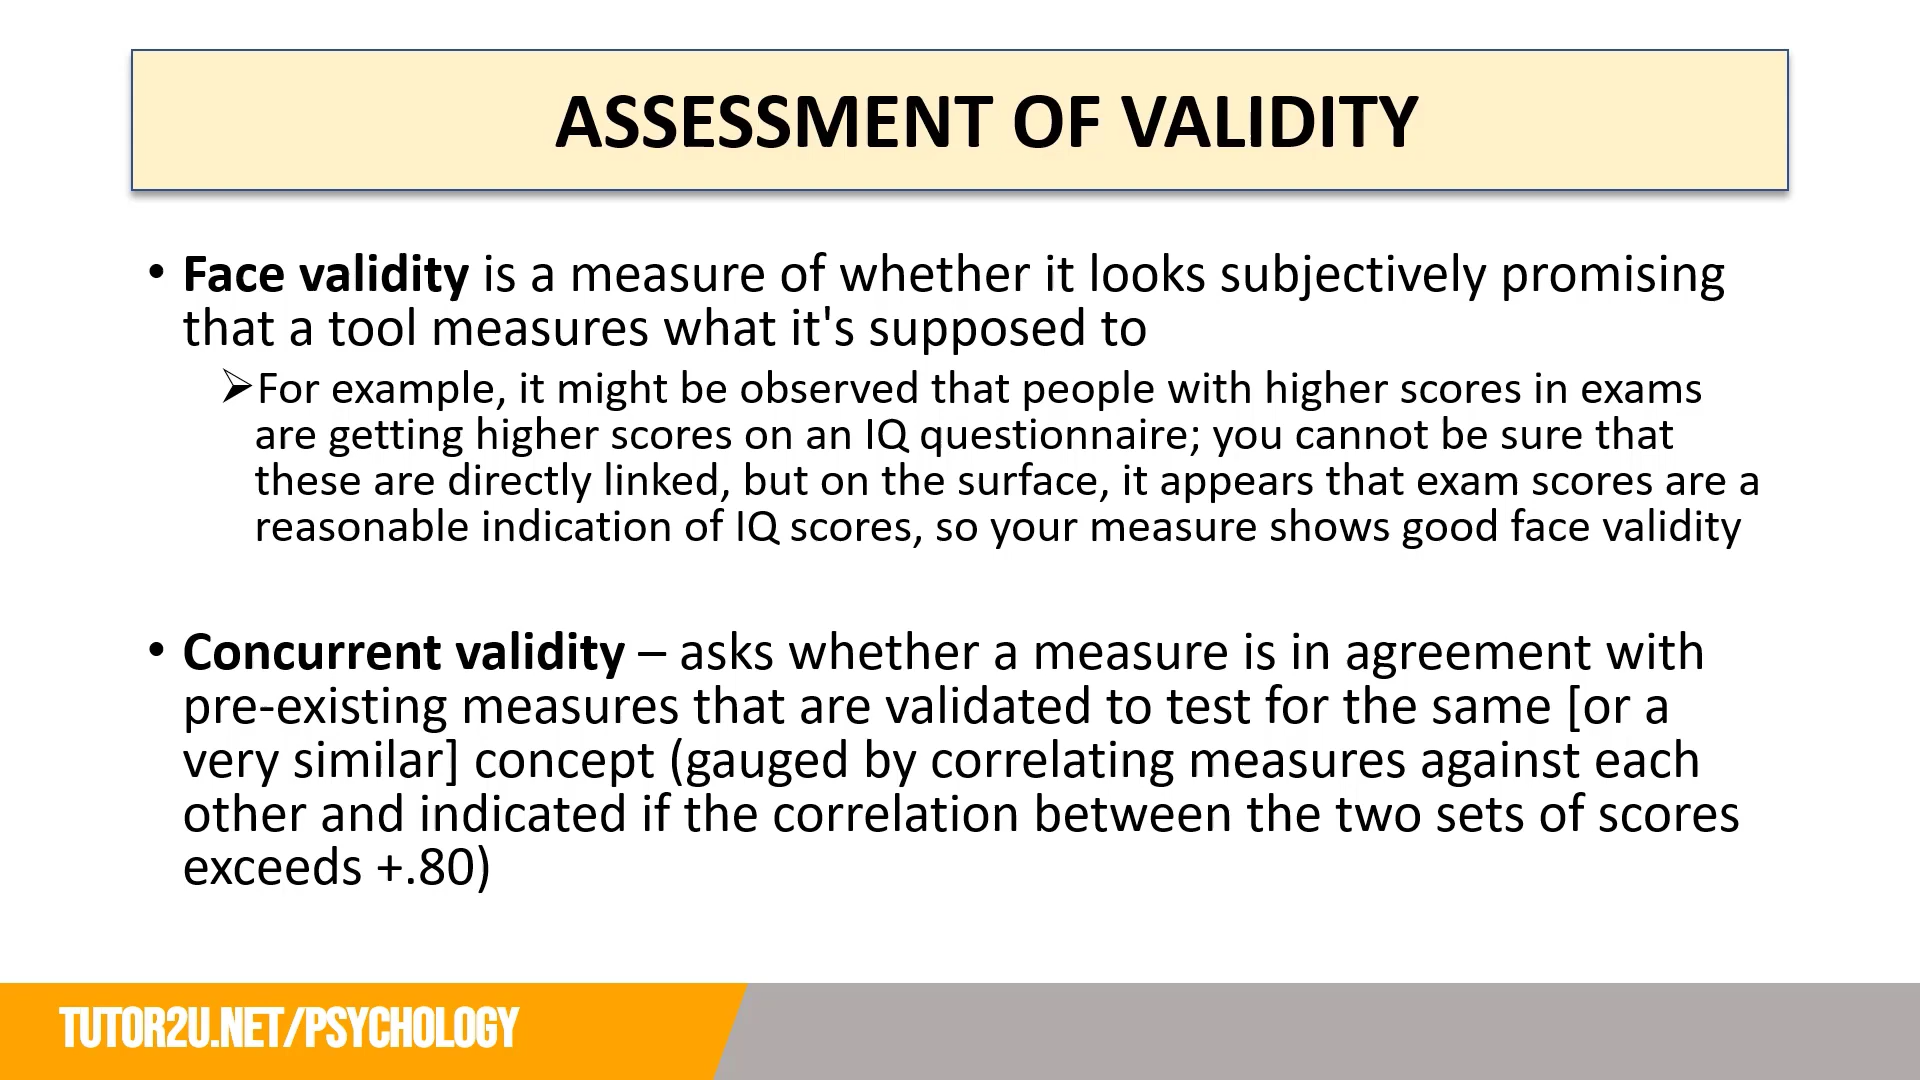 ASSESSMENT OF VALIDITY
• Face validity is a measure of whether it looks subjectively promising
that a tool measures what it's supposed to
➢For example, it might be observed that people with higher scores in exams
are getting higher scores on an IQ questionnaire; you cannot be sure that
these are directly linked, but on the surface, it appears that exam scores are a
reasonable indication of IQ scores, so your measure shows good face validity
• Concurrent validity – asks whether a measure is in agreement with
pre-existing measures that are validated to test for the same [or a
very similar] concept (gauged by correlating measures against each
other and indicated if the correlation between the two sets of scores
exceeds +.80)
TUTOR2U.NET/PSYCHOLOGY